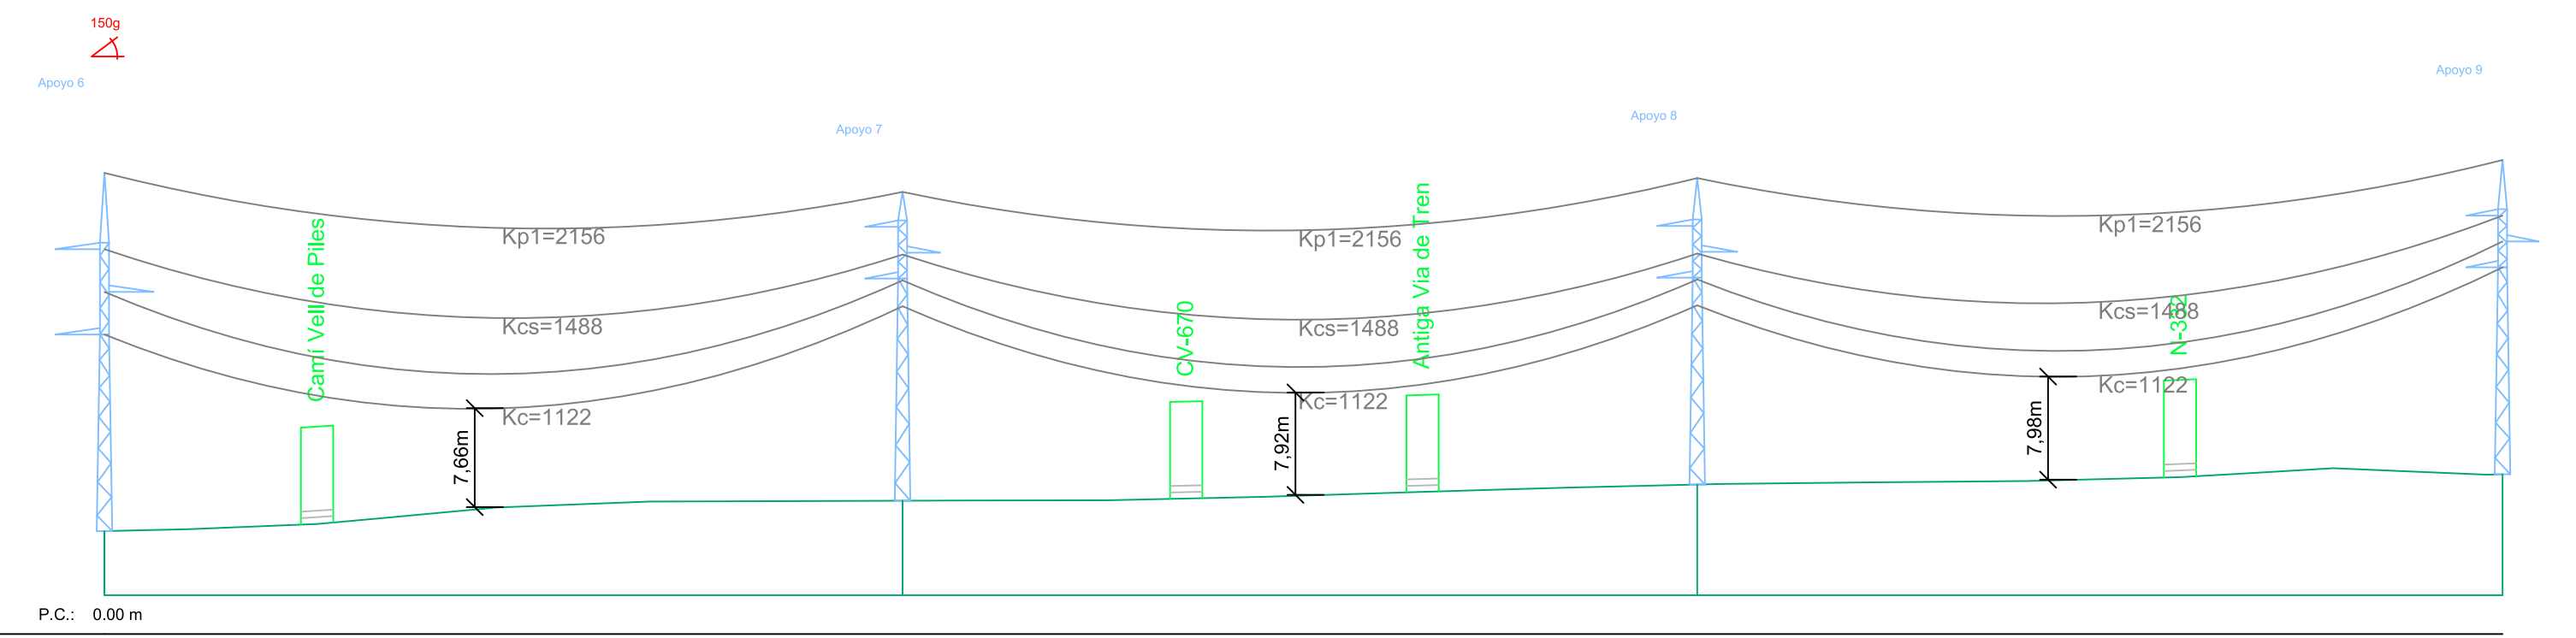 150g
Apoyo 6
Apoyo 7
Apoyo 8
Apoyo 9
Camí Vell de Piles
Kp1=2156
Kcs=1488
Kc=1122
7,66m
CV-670
Kp1=2156
Kcs=1488
Kc=1122
7,92m
Antiga Via de Tren
Kp1=2156
Kcs=1488
Kc=1122
7,98m
N-332
P.C.: 0.00 m